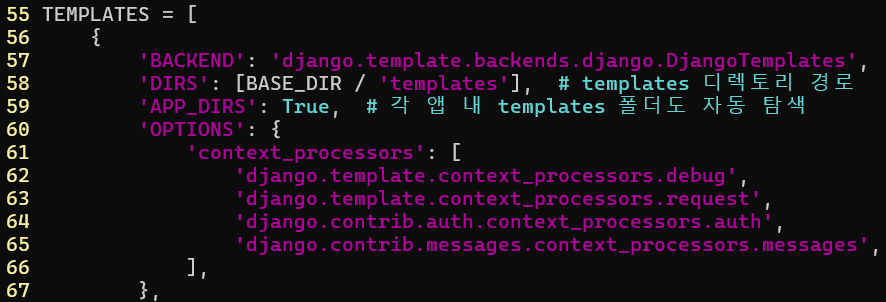 55 TEMPLATES = [
56     {
57         'BACKEND': 'django.template.backends.django.DjangoTemplates',
58         'DIRS': [BASE_DIR / 'templates'],  # templates 디렉토리 경로
59         'APP_DIRS': True,  # 각 앱 내 templates 폴더도 자동 탐색
60         'OPTIONS': {
61             'context_processors': [
62                 'django.template.context_processors.debug',
63                 'django.template.context_processors.request',
64                 'django.contrib.auth.context_processors.auth',
65                 'django.contrib.messages.context_processors.messages',
66             ],
67         },